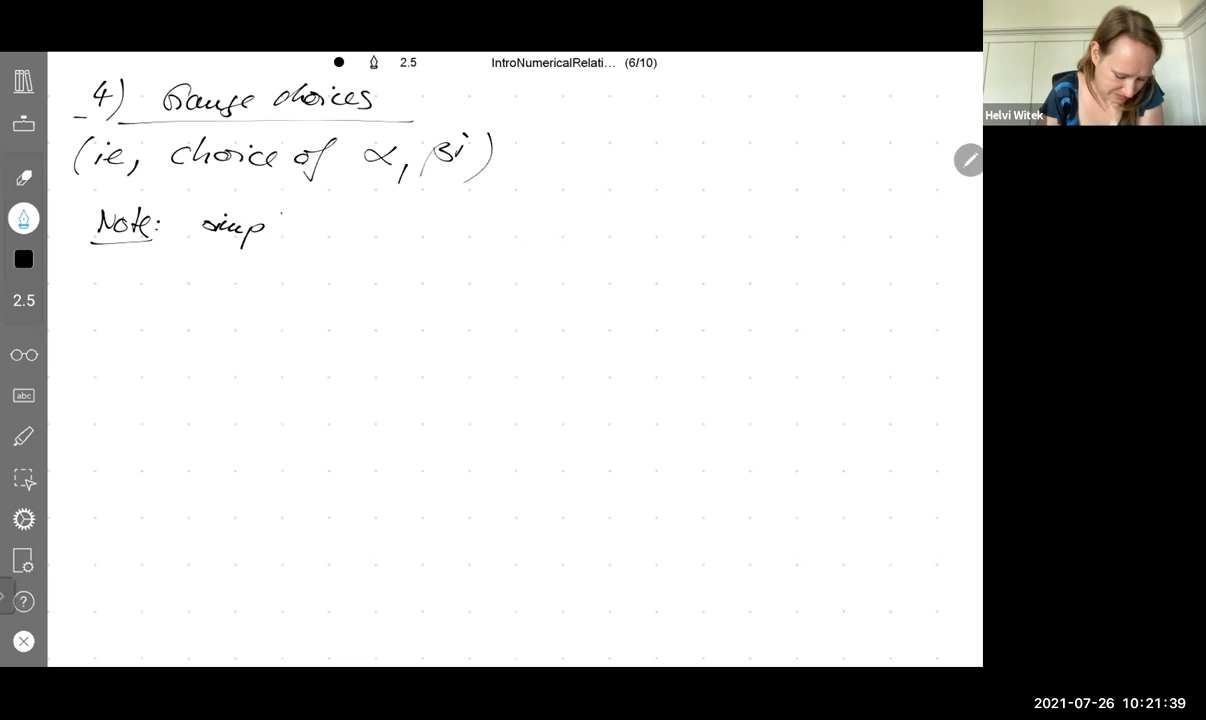 2.5 IntroNumericalRelati... (6/10)
4) Gauge choices
(ie, choice of α, βⁱ)
Note: simp
2.5
abc
?
Helvi Witek
2021-07-26 10:21:39